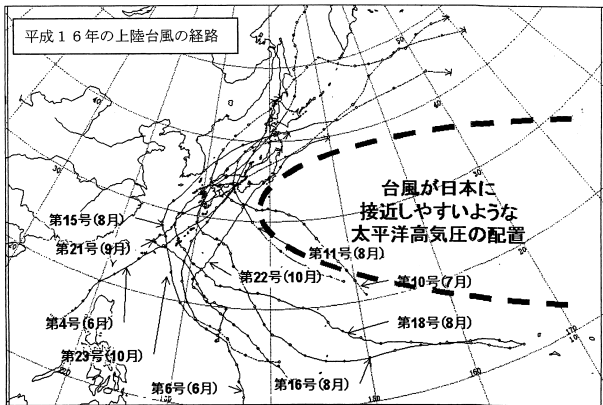 平成16年の上陸台風の経路
台風が日本に
接近しやすいような
太平洋高気圧の配置
第15号(8月)
第21号(9月)
第11号(8月)
第22号(10月)
第10号(7月)
第4号(6月)
第18号(8月)
第23号(10月)
第6号(6月)
第16号(8月)